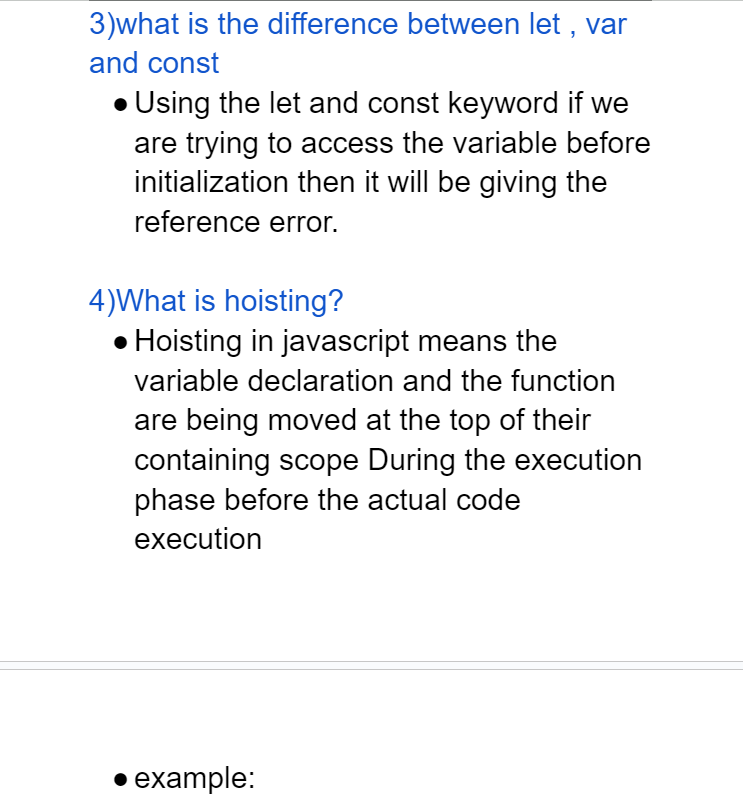 3)what is the difference between let , var
and const
● Using the let and const keyword if we
are trying to access the variable before
initialization then it will be giving the
reference error.
4)What is hoisting?
● Hoisting in javascript means the
variable declaration and the function
are being moved at the top of their
containing scope During the execution
phase before the actual code
execution
● example: